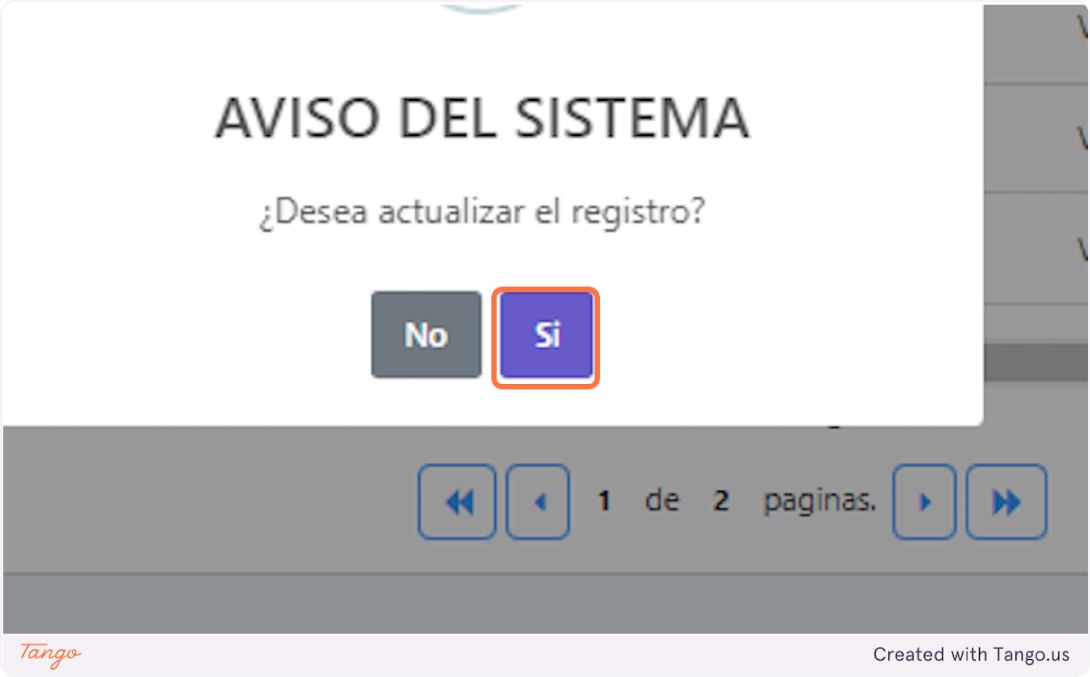 AVISO DEL SISTEMA
¿Desea actualizar el registro?
No Si
1 de 2 paginas.
Tango Created with Tango.us